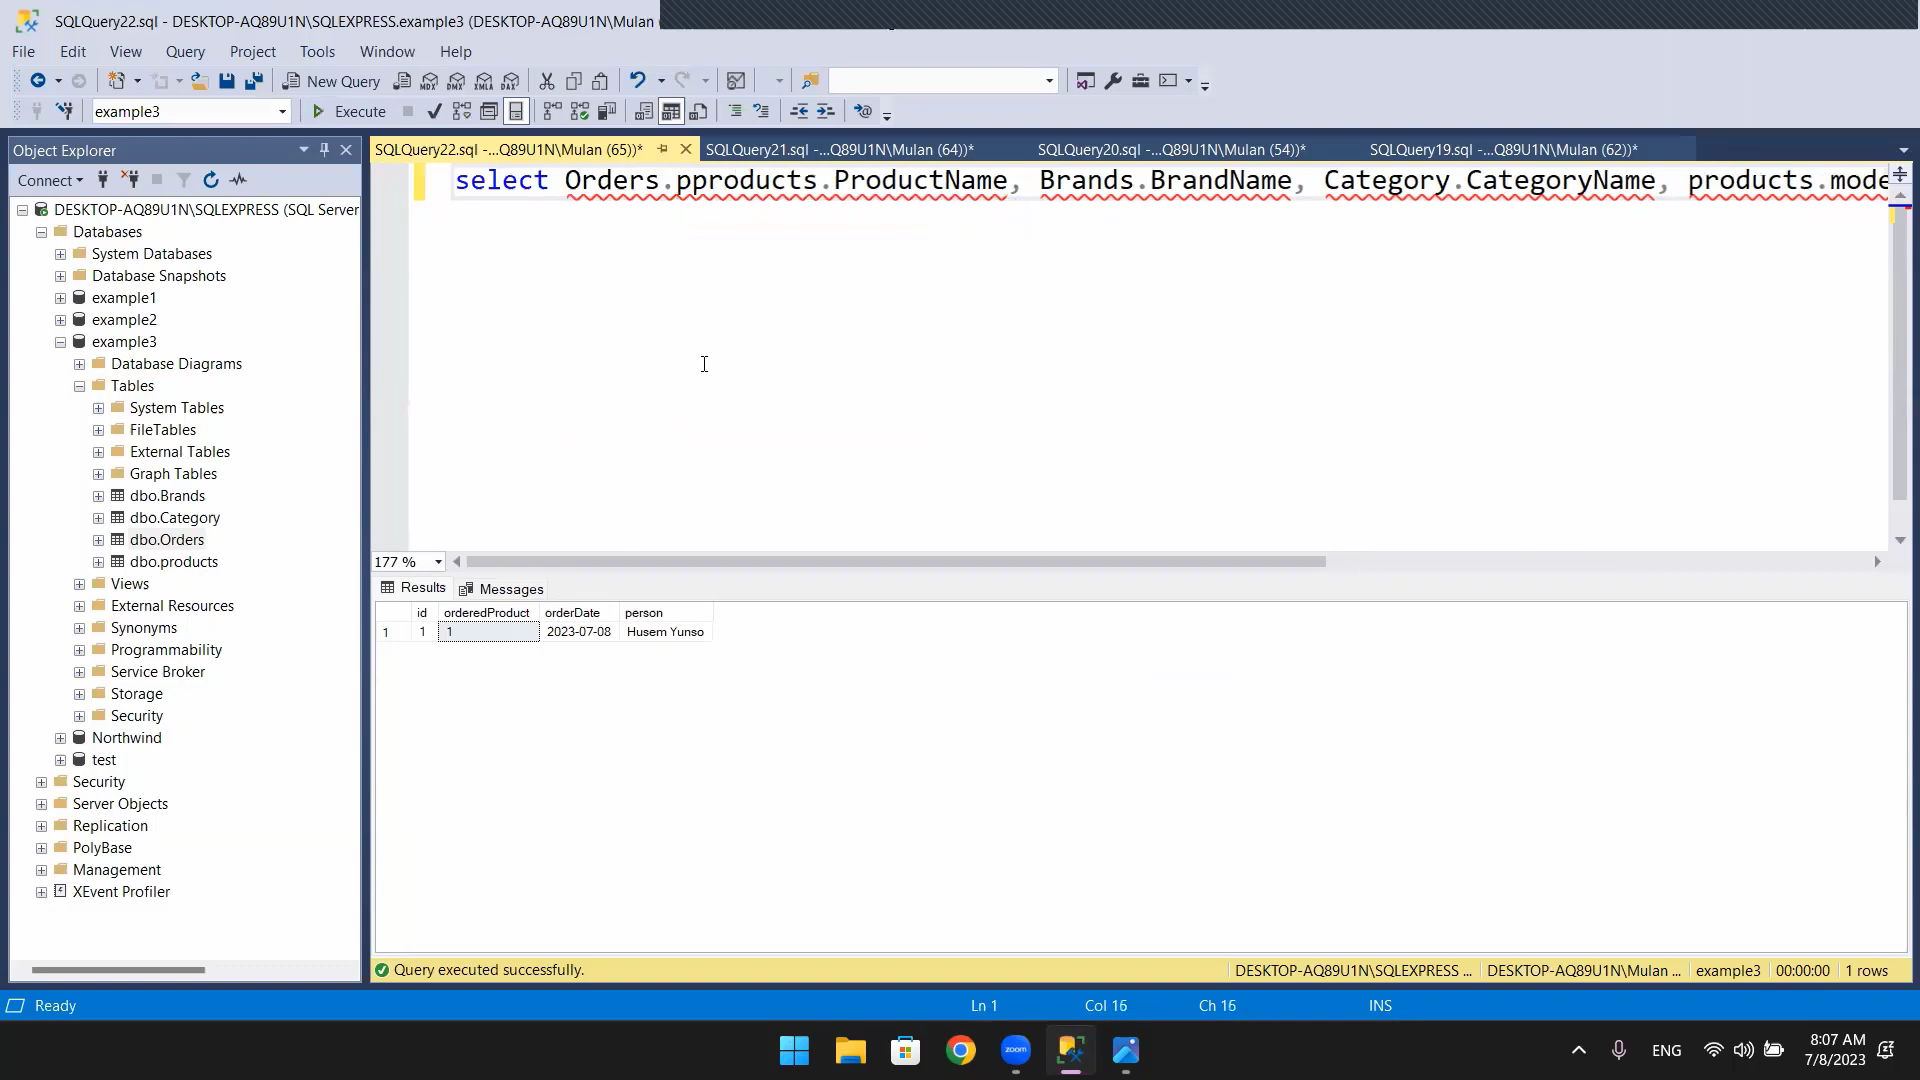 SQLQuery22.sql - DESKTOP-AQ89U1N\SQLEXPRESS.example3 (DESKTOP-AQ89U1N\Mulan
File Edit View Query Project Tools Window Help
New Query MDX DMX XMLA DAX
example3 Execute
Object Explorer
SQLQuery22.sql -...Q89U1N\Mulan (65))* SQLQuery21.sql -...Q89U1N\Mulan (64))* SQLQuery20.sql -...Q89U1N\Mulan (54))* SQLQuery19.sql -...Q89U1N\Mulan (62))*
Connect
select Orders.pproducts.ProductName, Brands.BrandName, Category.CategoryName, products.mode
DESKTOP-AQ89U1N\SQLEXPRESS (SQL Server
Databases
System Databases
Database Snapshots
example1
example2
example3
Database Diagrams
Tables
System Tables
FileTables
External Tables
Graph Tables
dbo.Brands
dbo.Category
dbo.Orders
dbo.products
Views
External Resources
Synonyms
Programmability
Service Broker
Storage
Security
Northwind
test
Security
Server Objects
Replication
PolyBase
Management
XEvent Profiler
177 %
Results Messages
id orderedProduct orderDate person
1 1 1 2023-07-08 Husem Yunso
Query executed successfully. DESKTOP-AQ89U1N\SQLEXPRESS ... DESKTOP-AQ89U1N\Mulan ... example3 00:00:00 1 rows
Ready Ln 1 Col 16 Ch 16 INS
zoom
ENG
8:07 AM
7/8/2023